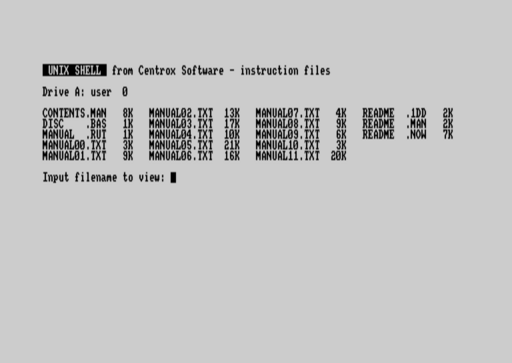 UNIX SHELL from Centrox Software - instruction files
Drive A: user 0
CONTENTS.MAN 8K MANUAL02.TXT 13K MANUAL07.TXT 4K README .1DD 2K
DISC .BAS 1K MANUAL03.TXT 17K MANUAL08.TXT 9K README .MAN 2K
MANUAL .RUT 1K MANUAL04.TXT 10K MANUAL09.TXT 6K README .NOW 7K
MANUAL00.TXT 3K MANUAL05.TXT 21K MANUAL10.TXT 3K
MANUAL01.TXT 9K MANUAL06.TXT 16K MANUAL11.TXT 20K
Input filename to view: